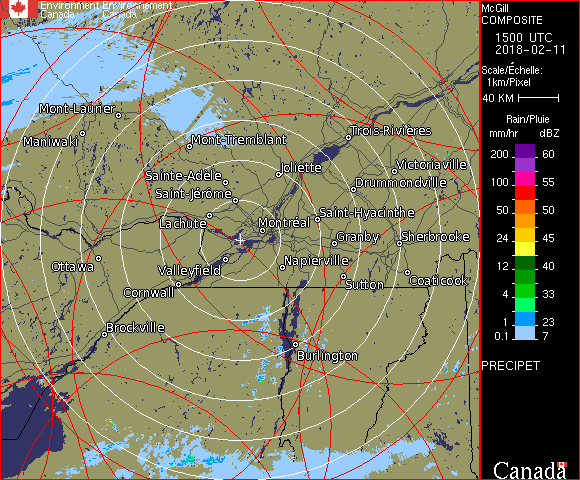 Environment Environnement
Canada Canada
McGill
COMPOSITE
1500 UTC
2018-02-11
Scale/Échelle:
1km/Pixel
40 KM
Rain/Pluie
mm/hr dBZ
200 60
100 55
50 50
24 45
12 40
4 33
1 23
0.1 7
PRECIPET
Mont-Laurier
Maniwaki
Mont-Tremblant
Trois-Rivières
Victoriaville
Joliette
Sainte-Adèle
Drummondville
Saint-Jérôme
Saint-Hyacinthe
Lachute
Montréal
Granby
Sherbrooke
Ottawa
Valleyfield
Napierville
Coaticook
Sutton
Cornwall
Brockville
Burlington
Canada